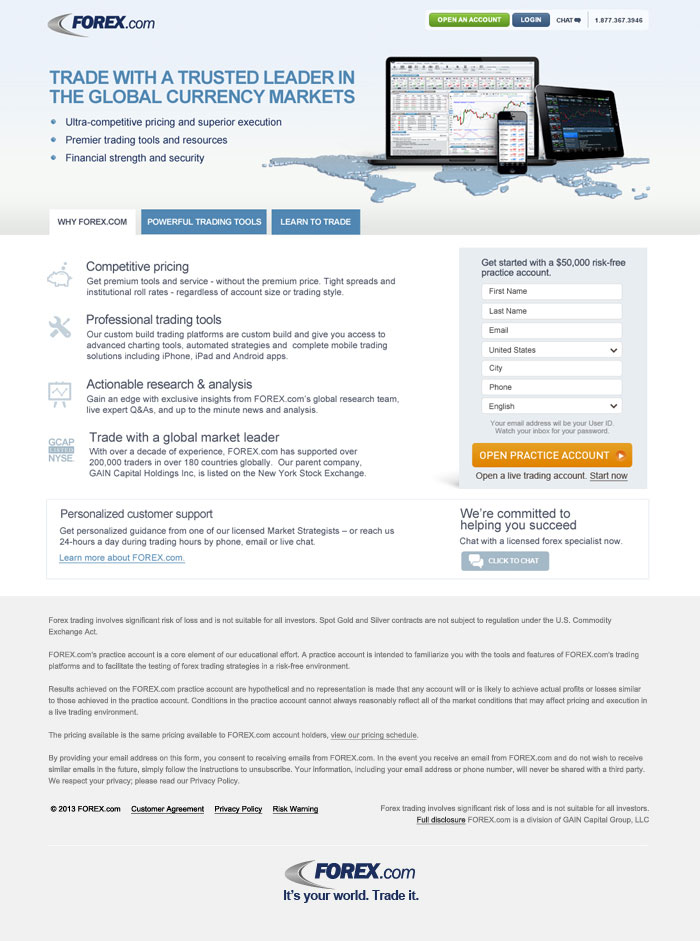 FOREX.com
OPEN AN ACCOUNT
LOGIN
CHAT
1.877.367.3946
TRADE WITH A TRUSTED LEADER IN
THE GLOBAL CURRENCY MARKETS
Ultra-competitive pricing and superior execution
Premier trading tools and resources
Financial strength and security
WHY FOREX.COM
POWERFUL TRADING TOOLS
LEARN TO TRADE
Competitive pricing
Get premium tools and service - without the premium price. Tight spreads and
institutional roll rates - regardless of account size or trading style.
Professional trading tools
Our custom build trading platforms are custom build and give you access to
advanced charting tools, automated strategies and complete mobile trading
solutions including iPhone, iPad and Android apps.
Actionable research & analysis
Gain an edge with exclusive insights from FOREX.com's global research team,
live expert Q&As, and up to the minute news and analysis.
GCAP
LISTED
NYSE
Trade with a global market leader
With over a decade of experience, FOREX.com has supported over
200,000 traders in over 180 countries globally. Our parent company,
GAIN Capital Holdings Inc, is listed on the New York Stock Exchange.
Get started with a $50,000 risk-free
practice account.
First Name
Last Name
Email
United States
City
Phone
English
Your email address wil be your User ID.
Watch your inbox for your password.
OPEN PRACTICE ACCOUNT
Open a live trading account. Start now
Personalized customer support
Get personalized guidance from one of our licensed Market Strategists – or reach us
24-hours a day during trading hours by phone, email or live chat.
Learn more about FOREX.com.
We're committed to
helping you succeed
Chat with a licensed forex specialist now.
CLICK TO CHAT
Forex trading involves significant risk of loss and is not suitable for all investors. Spot Gold and Silver contracts are not subject to regulation under the U.S. Commodity
Exchange Act.
FOREX.com's practice account is a core element of our educational effort. A practice account is intended to familiarize you with the tools and features of FOREX.com's trading
platforms and to facilitate the testing of forex trading strategies in a risk-free environment.
Results achieved on the FOREX.com practice account are hypothetical and no representation is made that any account will or is likely to achieve actual profits or losses similar
to those achieved in the practice account. Conditions in the practice account cannot always reasonably reflect all of the market conditions that may affect pricing and execution in
a live trading environment.
The pricing available is the same pricing available to FOREX.com account holders, view our pricing schedule.
By providing your email address on this form, you consent to receiving emails from FOREX.com. In the event you receive an email from FOREX.com and do not wish to receive
similar emails in the future, simply follow the instructions to unsubscribe. Your information, including your email address or phone number, will never be shared with a third party.
We respect your privacy; please read our Privacy Policy.
© 2013 FOREX.com
Customer Agreement
Privacy Policy
Risk Warning
Forex trading involves significant risk of loss and is not suitable for all investors.
Full disclosure FOREX.com is a division of GAIN Capital Group, LLC
FOREX.com
It's your world. Trade it.